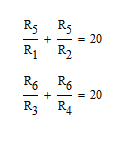 R5/R1 + R5/R2 = 20
R6/R3 + R6/R4 = 20